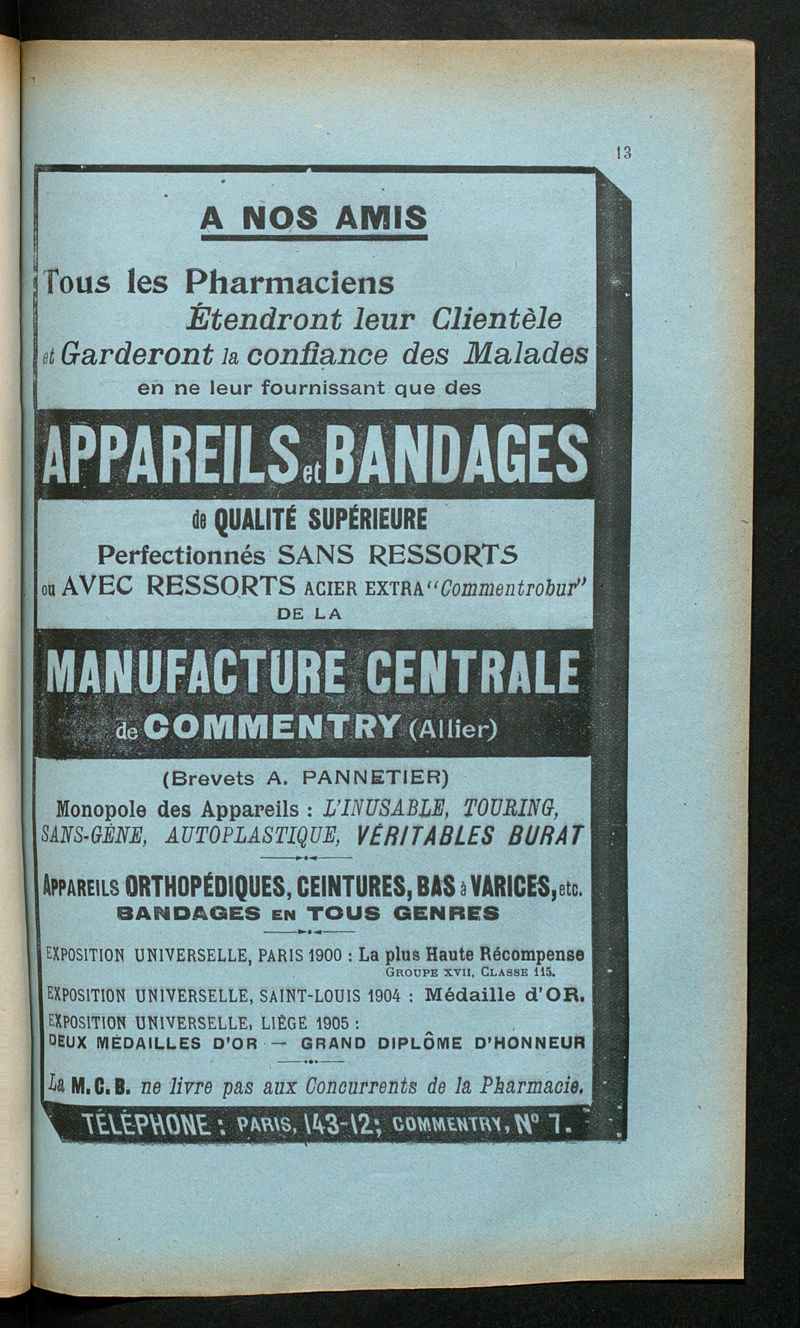 13
A NOS AMIS
Tous les Pharmaciens
Étendront leur Clientèle
et Garderont la confiance des Malades
en ne leur fournissant que des
APPAREILS et BANDAGES
de QUALITÉ SUPÉRIEURE
Perfectionnés SANS RESSORTS
ou AVEC RESSORTS ACIER EXTRA "Commentrobur"
DE LA
MANUFACTURE CENTRALE
de COMMENTRY (Allier)
(Brevets A. PANNETIER)
Monopole des Appareils : L'INUSABLE, TOURING,
SANS-GÊNE, AUTOPLASTIQUE, VÉRITABLES BURAT
APPAREILS ORTHOPÉDIQUES, CEINTURES, BAS à VARICES, etc.
BANDAGES EN TOUS GENRES
EXPOSITION UNIVERSELLE, PARIS 1900 : La plus Haute Récompense
GROUPE XVII, CLASSE 115.
EXPOSITION UNIVERSELLE, SAINT-LOUIS 1904 : Médaille d'OR.
EXPOSITION UNIVERSELLE, LIÉGE 1905 :
DEUX MÉDAILLES D'OR — GRAND DIPLÔME D'HONNEUR
La M.C.B. ne livre pas aux Concurrents de la Pharmacie.
TÉLÉPHONE : PARIS, 143-12; COMMENTRY, N° 7.